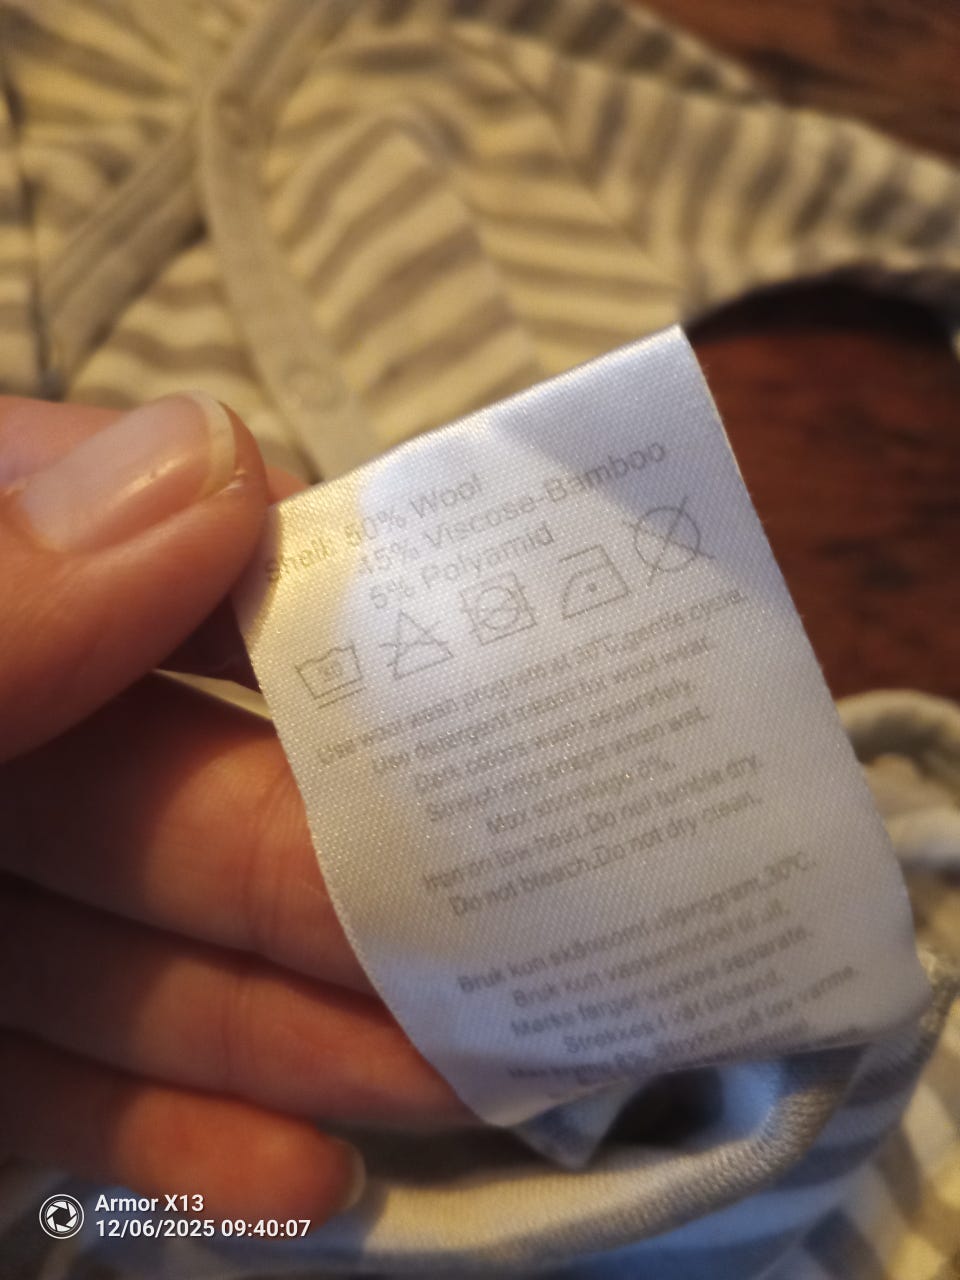 Shell: 50% Wool
15% Viscose-Bamboo
5% Polyamid
30
Use wool wash program at 30°C, gentle cycle.
Use detergent meant for wool wear.
Dark colors wash separately.
Stretch into shape when wet.
Max shrinkage 8%.
Iron on low heat. Do not tumble dry.
Do not bleach. Do not dry clean.
Bruk kun skånsomt ullprogram, 30°C.
Bruk kun vaskemiddel til ull.
Mørke farger vaskes separate.
Strekkes i våt tilstand.
8%. Strykes på lav varme.
Armor X13
12/06/2025 09:40:07